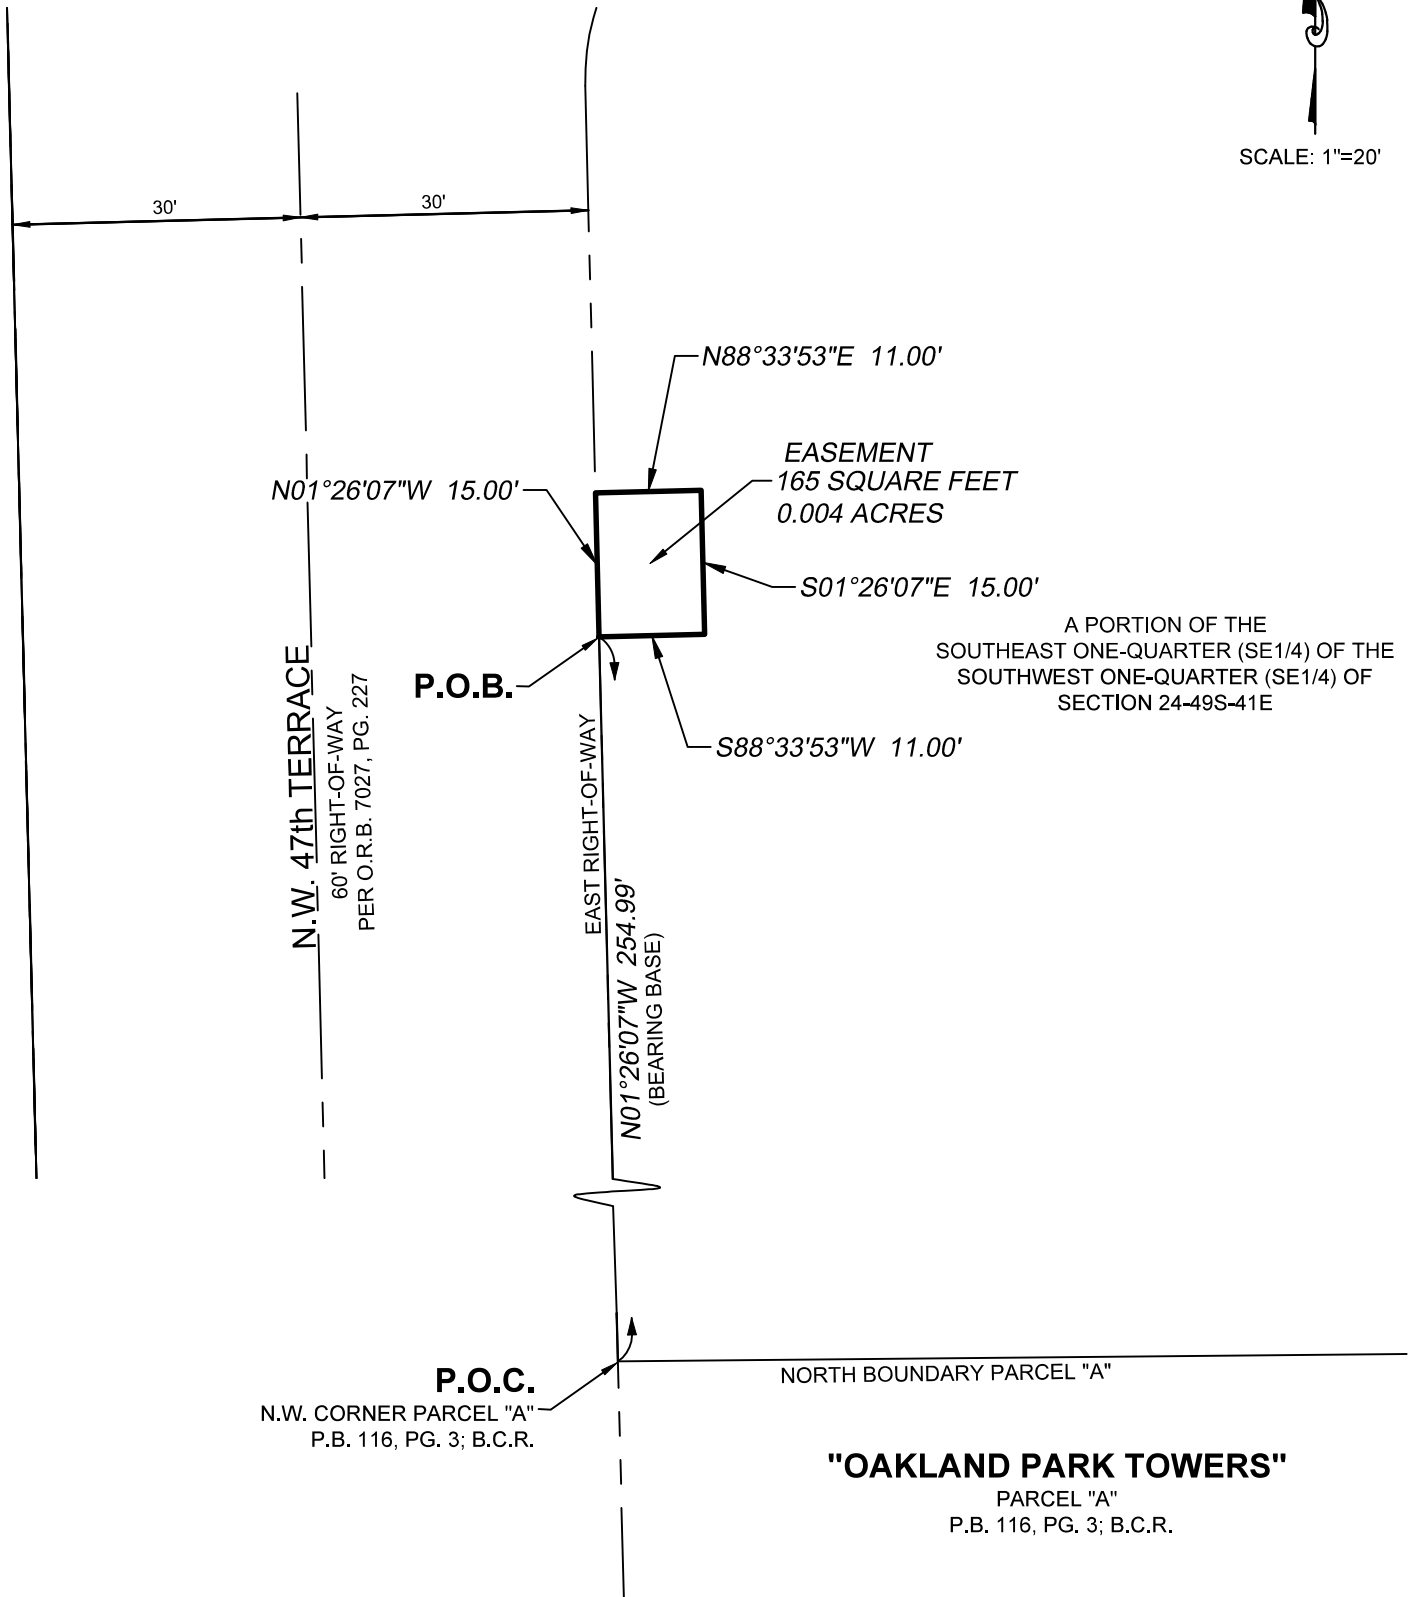 SCALE: 1"=20'
30'
30'
N88°33'53"E 11.00'
EASEMENT
165 SQUARE FEET
0.004 ACRES
N01°26'07"W 15.00'
S01°26'07"E 15.00'
A PORTION OF THE
SOUTHEAST ONE-QUARTER (SE1/4) OF THE
SOUTHWEST ONE-QUARTER (SE1/4) OF
SECTION 24-49S-41E
P.O.B.
S88°33'53"W 11.00'
N.W. 47th TERRACE
60' RIGHT-OF-WAY
PER O.R.B. 7027, PG. 227
EAST RIGHT-OF-WAY
N01°26'07"W 254.99'
(BEARING BASE)
P.O.C.
N.W. CORNER PARCEL "A"
P.B. 116, PG. 3; B.C.R.
NORTH BOUNDARY PARCEL "A"
"OAKLAND PARK TOWERS"
PARCEL "A"
P.B. 116, PG. 3; B.C.R.